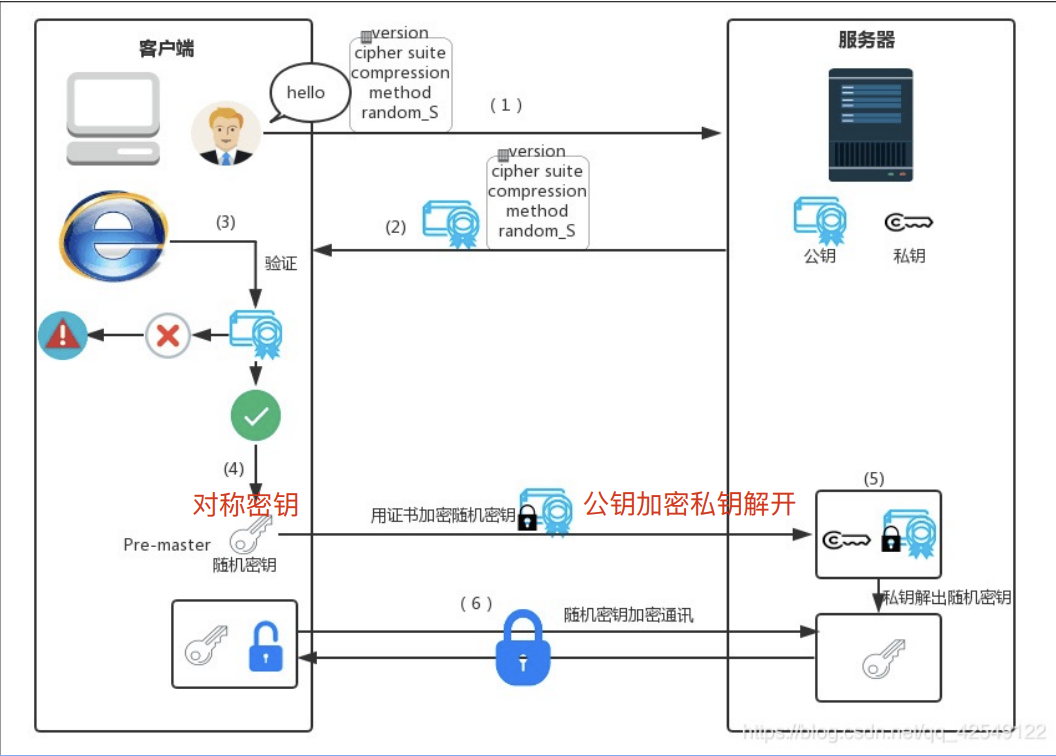 客户端
服务器
hello
version
cipher suite
compression
method
random_S
( 1 )
version
cipher suite
compression
method
random_S
(2)
(3)
验证
公钥
私钥
(4)
对称密钥
Pre-master
随机密钥
用证书加密随机密钥
公钥加密私钥解开
(5)
私钥解出随机密钥
( 6 )
随机密钥加密通讯
https://blog.csdn.net/qq_42549122